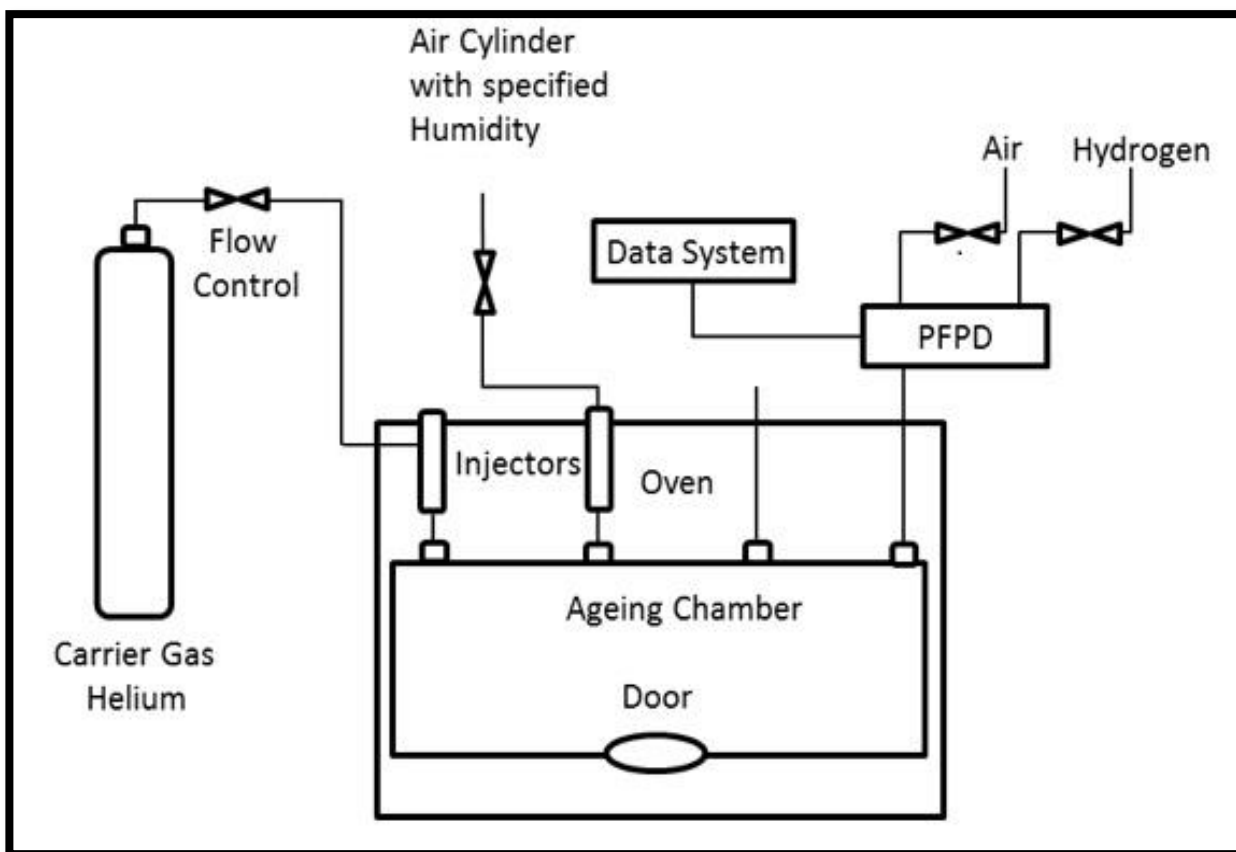 Air Cylinder
with specified
Humidity
Air
Hydrogen
Flow
Control
Data System
PFPD
Injectors
Oven
Ageing Chamber
Carrier Gas
Helium
Door